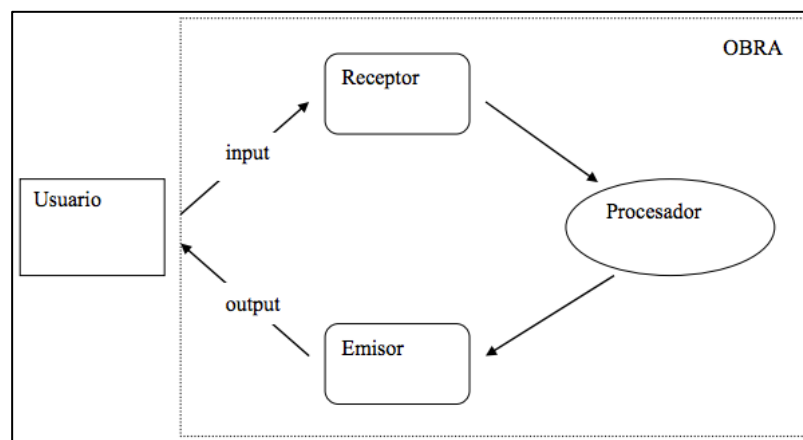 OBRA
Receptor
input
Usuario
Procesador
output
Emisor